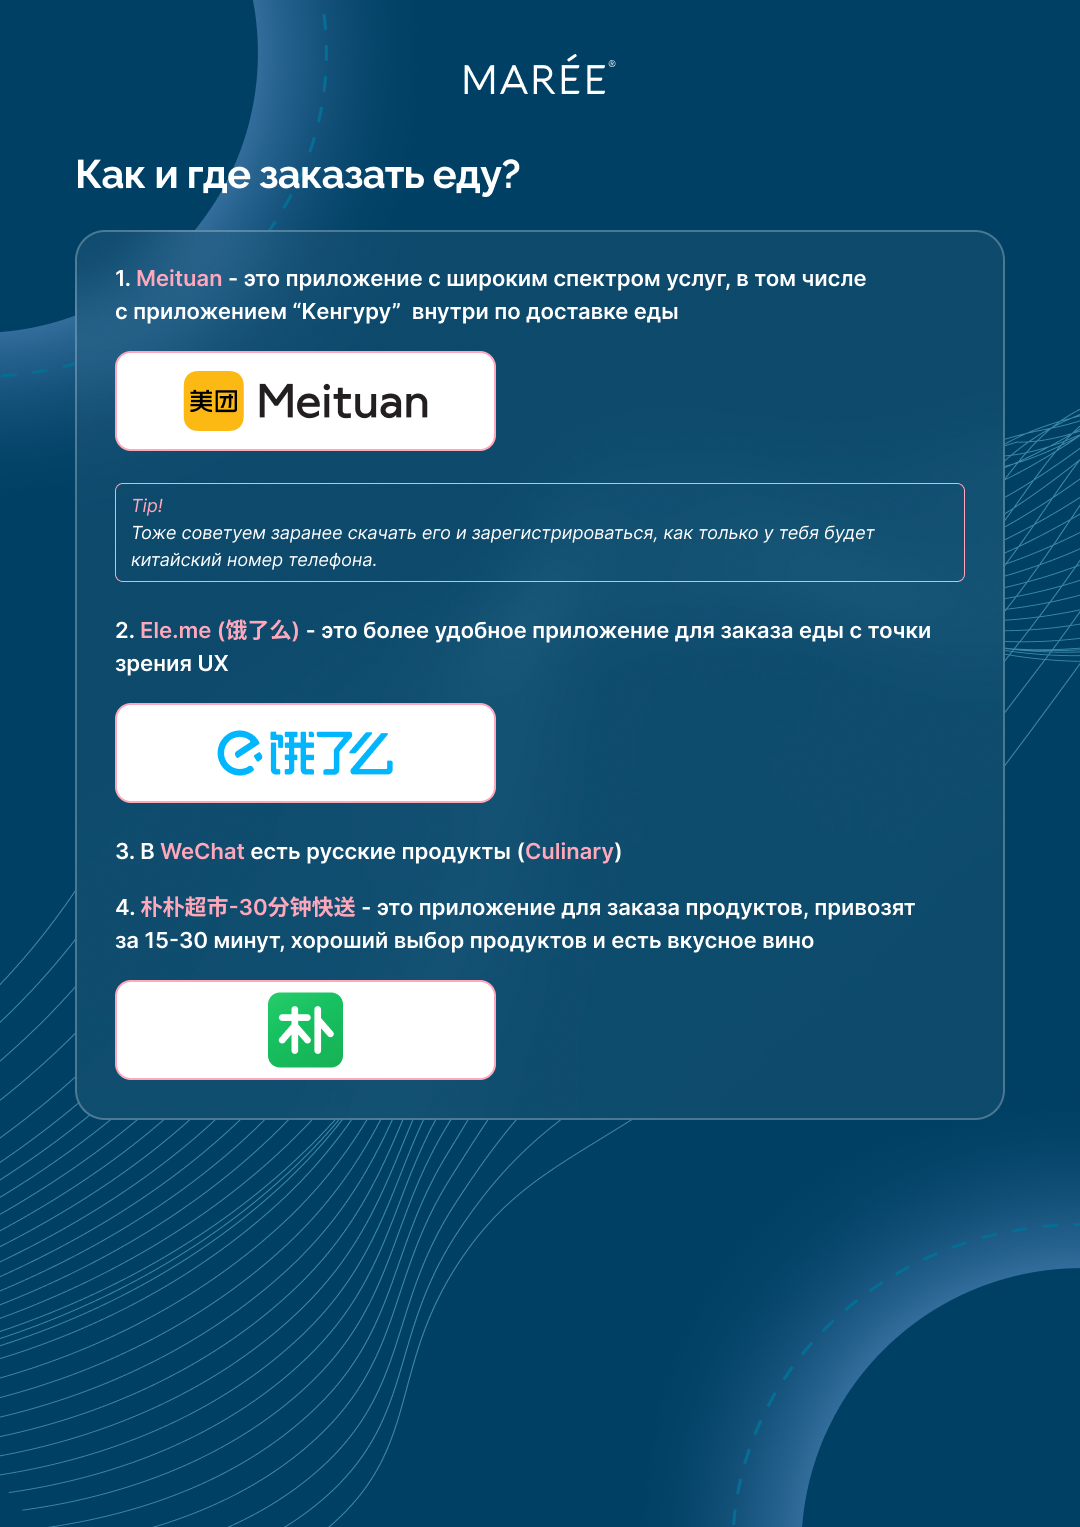 MARÉE®
Как и где заказать еду?
1. Meituan - это приложение с широким спектром услуг, в том числе
с приложением “Кенгуру”  внутри по доставке еды
美团 Meituan
Tip!
Тоже советуем заранее скачать его и зарегистрироваться, как только у тебя будет
китайский номер телефона.
2. Ele.me (饿了么) - это более удобное приложение для заказа еды с точки
зрения UX
e 饿了么
3. В WeChat есть русские продукты (Culinary)
4. 朴朴超市-30分钟快送 - это приложение для заказа продуктов, привозят
за 15-30 минут, хороший выбор продуктов и есть вкусное вино
朴